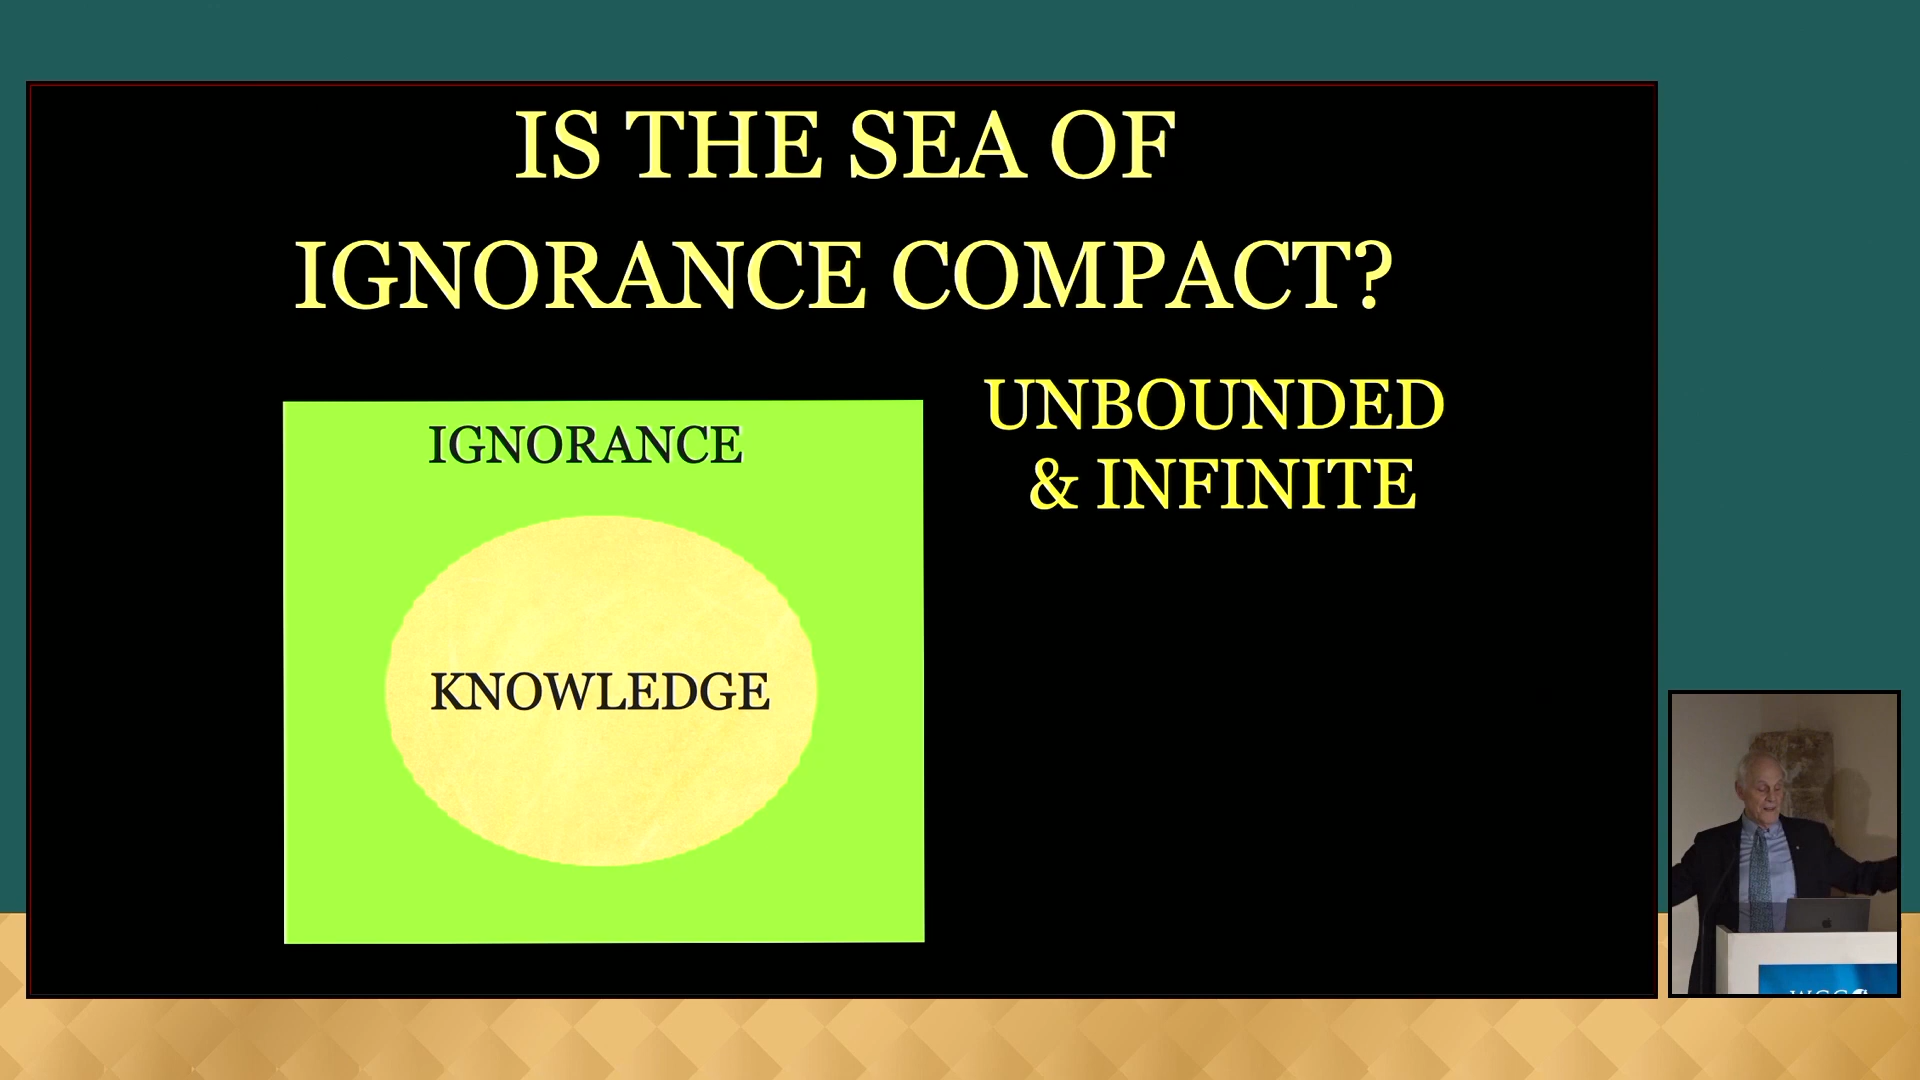 IS THE SEA OF
IGNORANCE COMPACT?
UNBOUNDED
& INFINITE
IGNORANCE
KNOWLEDGE